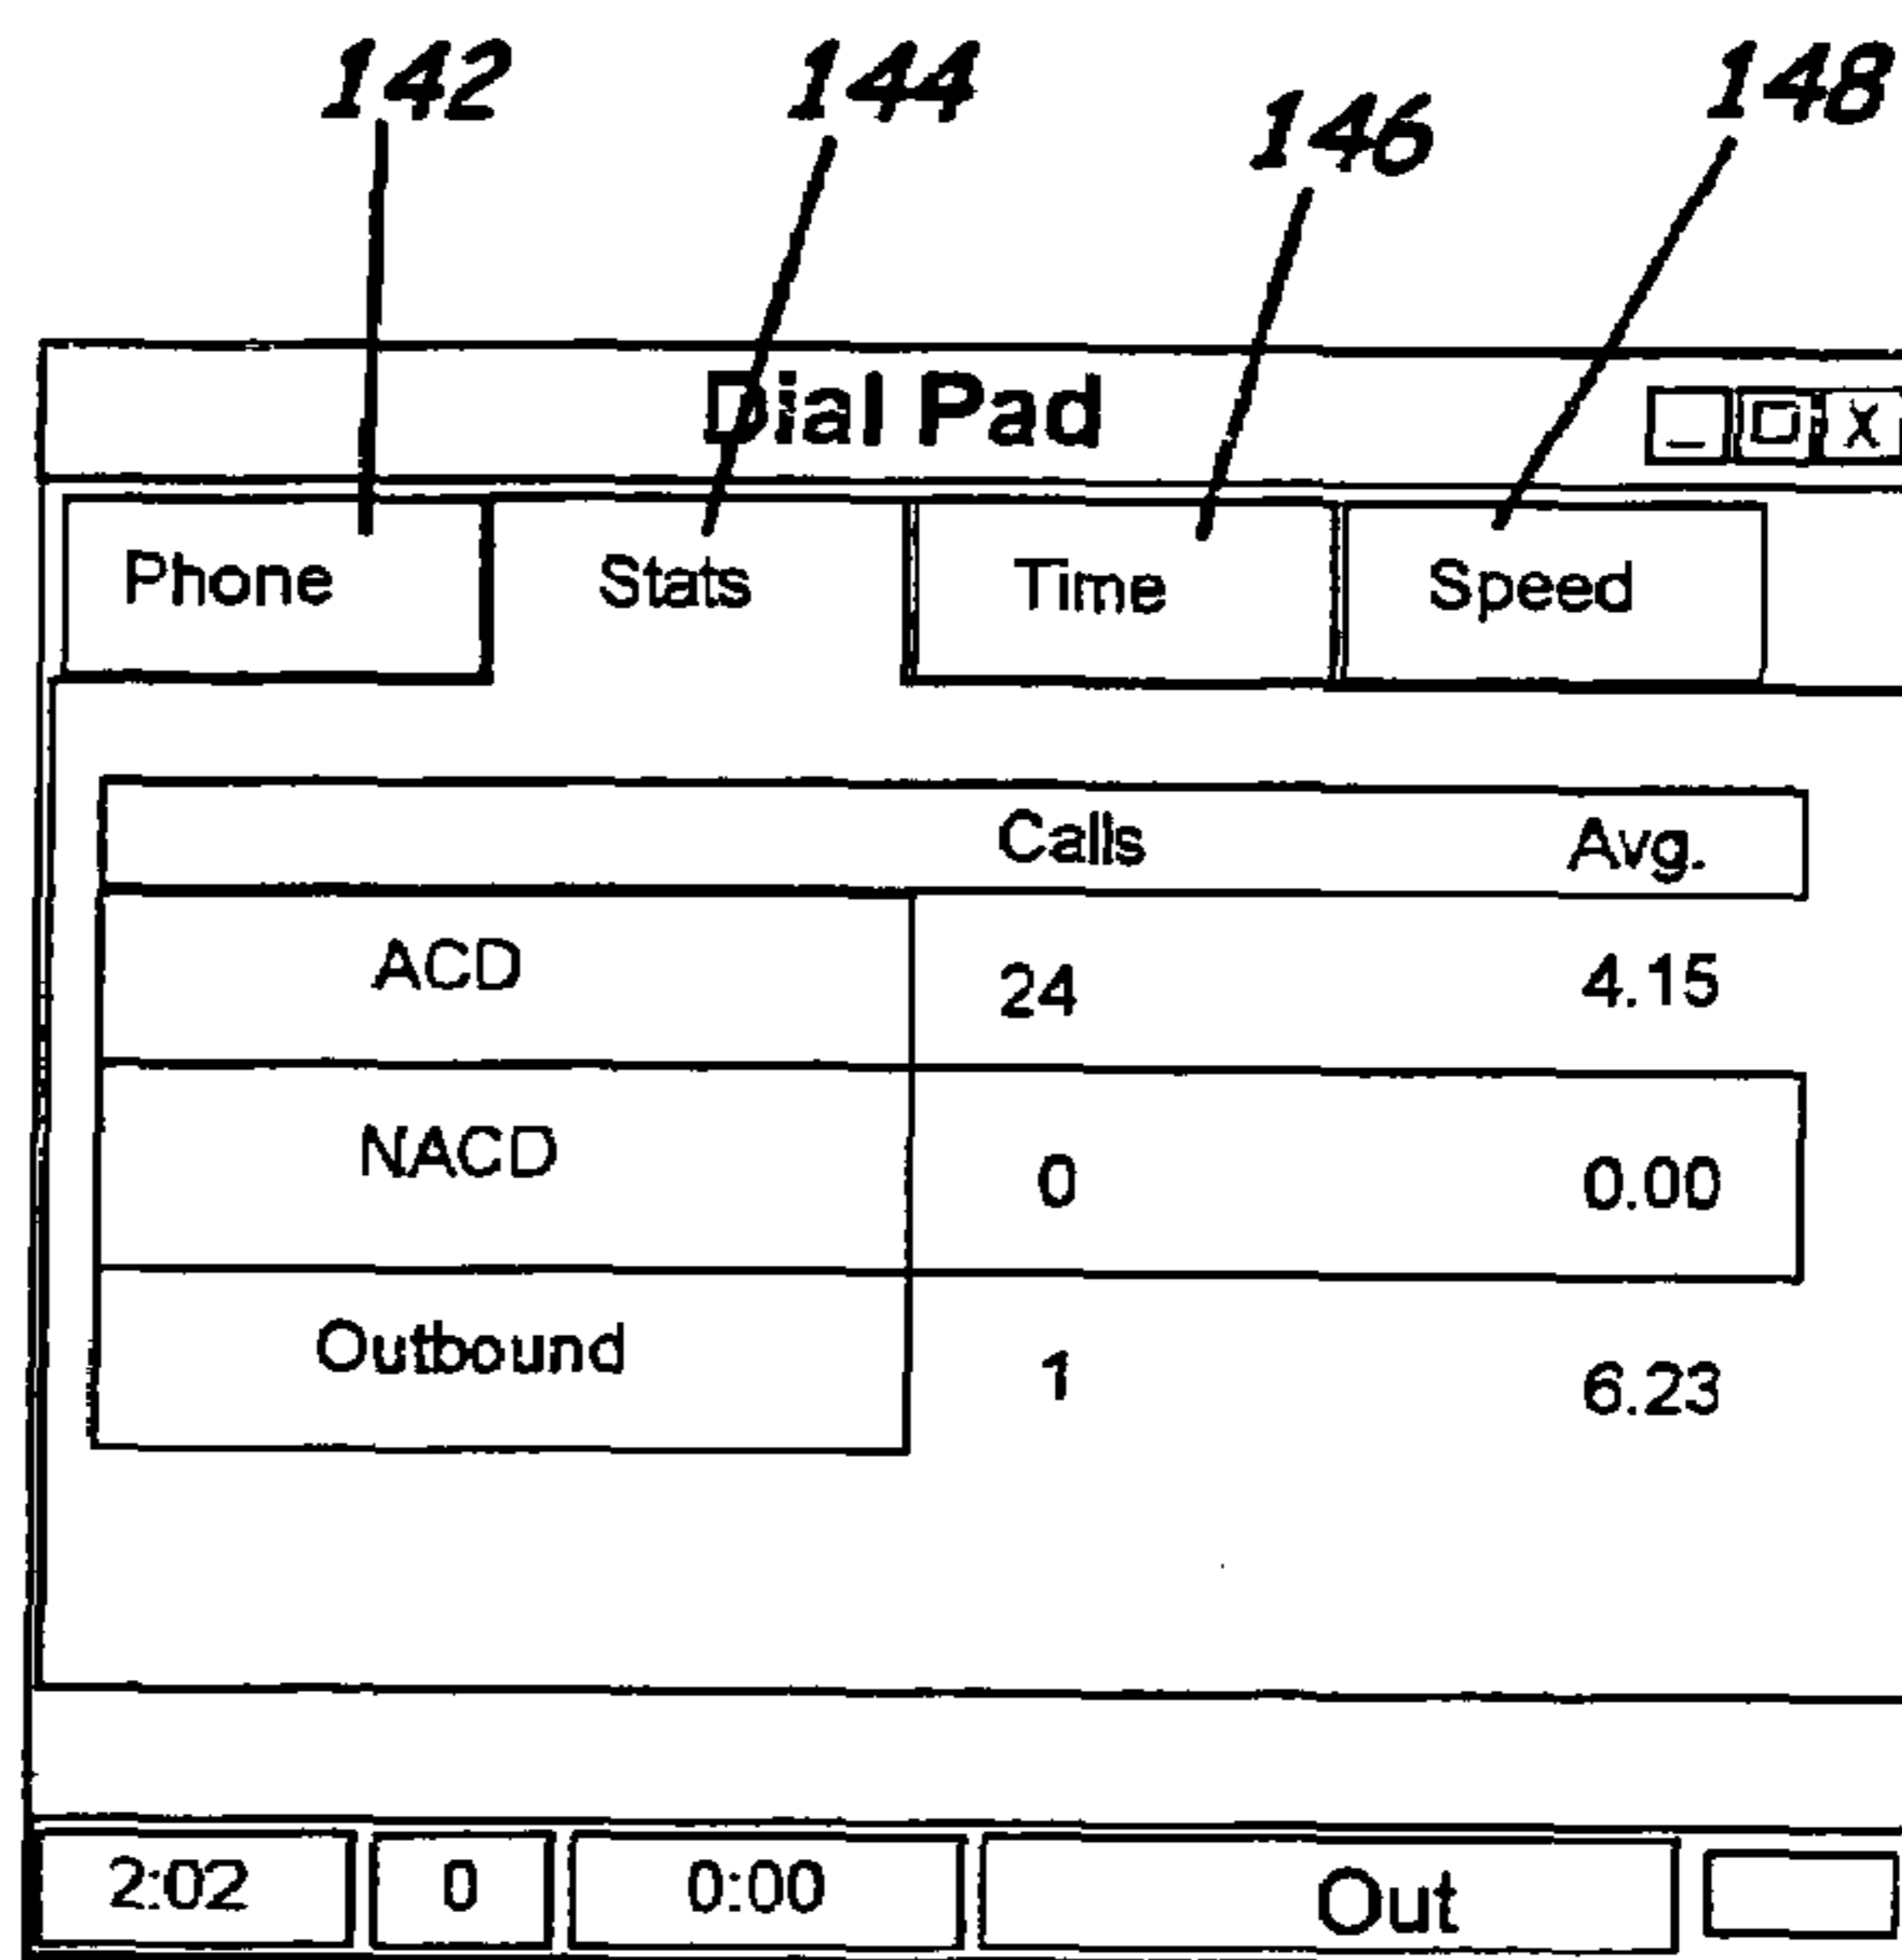 142 144 146 148
Dial Pad _ X
Phone Stats Time Speed
Calls Avg.
ACD 24 4.15
NACD 0 0.00
Outbound 1 6.23
2:02 0 0:00 Out